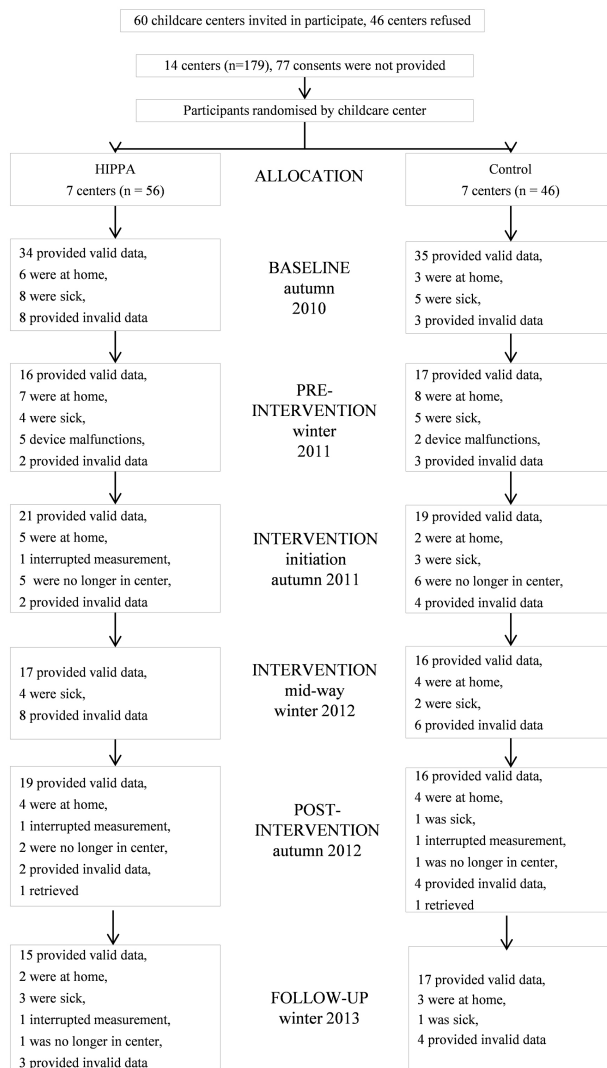 60 childcare centers invited in participate, 46 centers refused
14 centers (n=179), 77 consents were not provided
Participants randomised by childcare center
HIPPA
7 centers (n = 56)
ALLOCATION
Control
7 centers (n = 46)
34 provided valid data,
6 were at home,
8 were sick,
8 provided invalid data
BASELINE
autumn
2010
35 provided valid data,
3 were at home,
5 were sick,
3 provided invalid data
16 provided valid data,
7 were at home,
4 were sick,
5 device malfunctions,
2 provided invalid data
PRE-
INTERVENTION
winter
2011
17 provided valid data,
8 were at home,
5 were sick,
2 device malfunctions,
3 provided invalid data
21 provided valid data,
5 were at home,
1 interrupted measurement,
5 were no longer in center,
2 provided invalid data
INTERVENTION
initiation
autumn 2011
19 provided valid data,
2 were at home,
3 were sick,
6 were no longer in center,
4 provided invalid data
17 provided valid data,
4 were sick,
8 provided invalid data
INTERVENTION
mid-way
winter 2012
16 provided valid data,
4 were at home,
2 were sick,
6 provided invalid data
19 provided valid data,
4 were at home,
1 interrupted measurement,
2 were no longer in center,
2 provided invalid data,
1 retrieved
POST-
INTERVENTION
autumn 2012
16 provided valid data,
4 were at home,
1 was sick,
1 interrupted measurement,
1 was no longer in center,
4 provided invalid data,
1 retrieved
15 provided valid data,
2 were at home,
3 were sick,
1 interrupted measurement,
1 was no longer in center,
3 provided invalid data
FOLLOW-UP
winter 2013
17 provided valid data,
3 were at home,
1 was sick,
4 provided invalid data